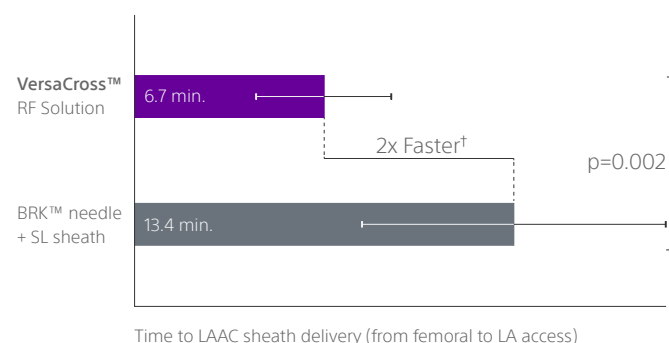 VersaCross™
RF Solution
6.7 min.
2x Faster†
p=0.002
BRK™ needle
+ SL sheath
13.4 min.
Time to LAAC sheath delivery (from femoral to LA access)